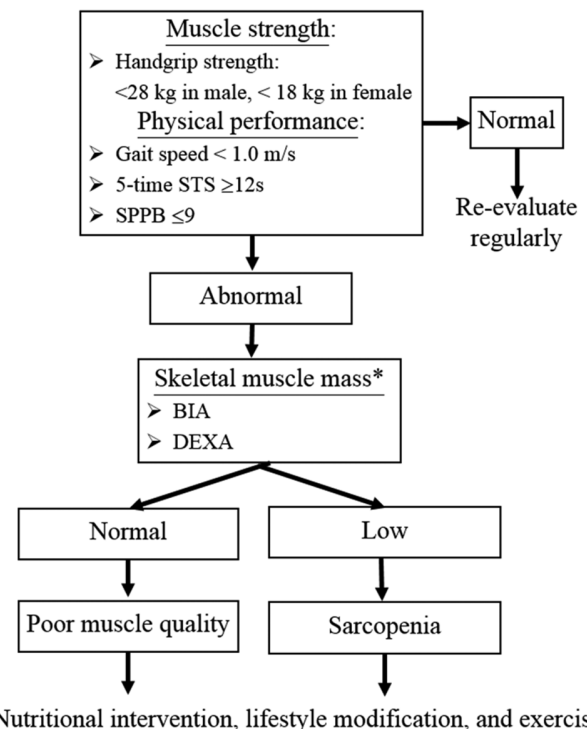 Muscle strength:
➢ Handgrip strength:
<28 kg in male, < 18 kg in female
Physical performance:
➢ Gait speed < 1.0 m/s
➢ 5-time STS ≥12s
➢ SPPB ≤9
Normal
Re-evaluate
regularly
Abnormal
Skeletal muscle mass*
➢ BIA
➢ DEXA
Normal
Low
Poor muscle quality
Sarcopenia
Nutritional intervention, lifestyle modification, and exercis